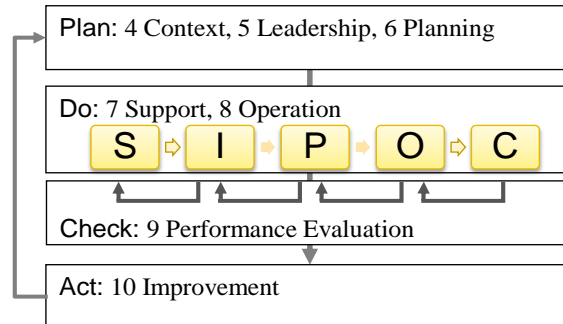 Plan: 4 Context, 5 Leadership, 6 Planning
Do: 7 Support, 8 Operation
S I P O C
Check: 9 Performance Evaluation
Act: 10 Improvement